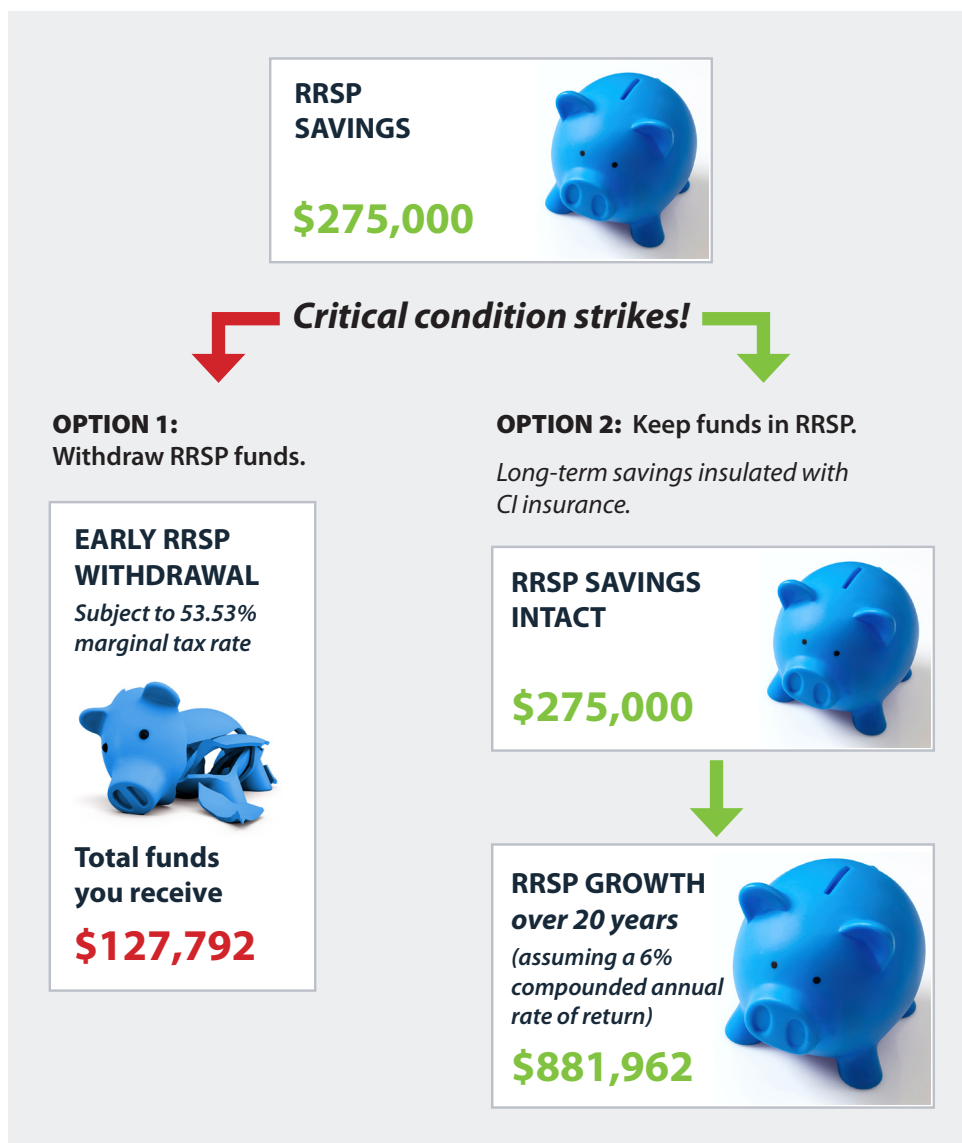 RRSP
SAVINGS
$275,000
Critical condition strikes!
OPTION 1:
Withdraw RRSP funds.
EARLY RRSP
WITHDRAWAL
Subject to 53.53%
marginal tax rate
Total funds
you receive
$127,792
OPTION 2: Keep funds in RRSP.
Long-term savings insulated with
CI insurance.
RRSP SAVINGS
INTACT
$275,000
RRSP GROWTH
over 20 years
(assuming a 6%
compounded annual
rate of return)
$881,962